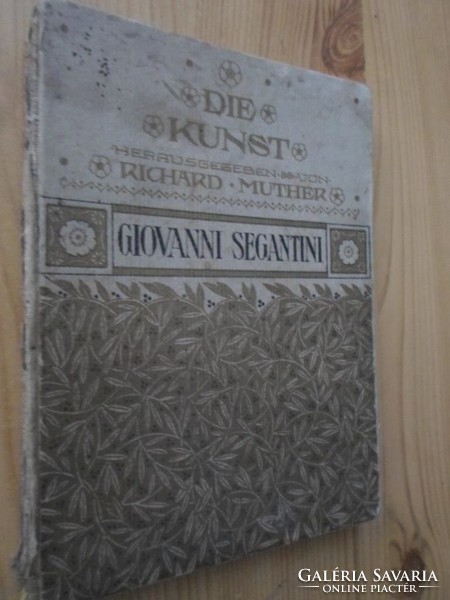 DIE
KUNST
HERAUSGEGEBEN VON
RICHARD · MUTHER
GIOVANNI SEGANTINI
GALÉRIA SAVARIA
ONLINE PIACTÉR